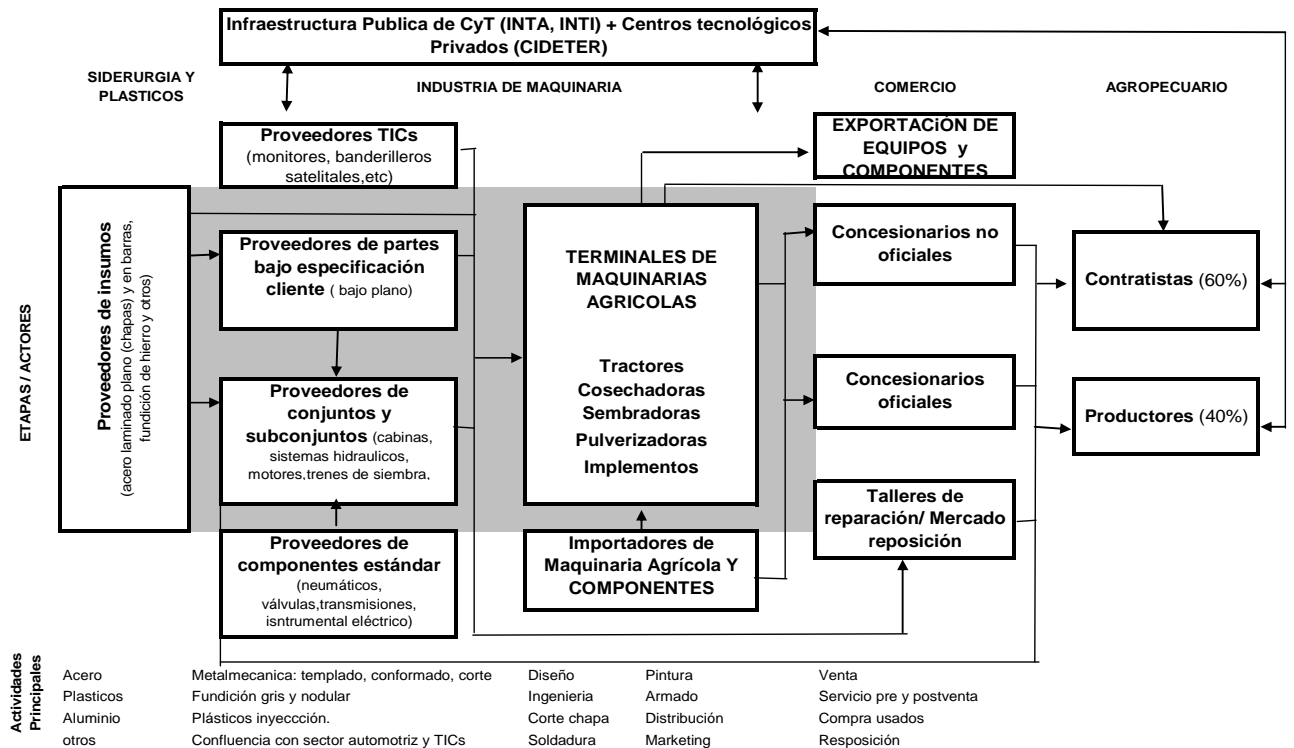 Infraestructura Publica de CyT (INTA, INTI) + Centros tecnológicos
Privados (CIDETER)
SIDERURGIA Y
PLASTICOS
INDUSTRIA DE MAQUINARIA
COMERCIO
AGROPECUARIO
Proveedores TICs
(monitores, banderilleros
satelitales,etc)
EXPORTACiÓN DE
EQUIPOS y
COMPONENTES
ETAPAS / ACTORES
Proveedores de insumos
(acero laminado plano (chapas) y en barras,
fundición de hierro y otros)
Proveedores de partes
bajo especificación
cliente ( bajo plano)
Proveedores de
conjuntos y
subconjuntos (cabinas,
sistemas hidraulicos,
motores,trenes de siembra,
Proveedores de
componentes estándar
(neumáticos,
válvulas,transmisiones,
isntrumental eléctrico)
TERMINALES DE
MAQUINARIAS
AGRICOLAS
Tractores
Cosechadoras
Sembradoras
Pulverizadoras
Implementos
Importadores de
Maquinaria Agrícola Y
COMPONENTES
Concesionarios no
oficiales
Concesionarios
oficiales
Talleres de
reparación/ Mercado
reposición
Contratistas (60%)
Productores (40%)
Actividades
Principales
Acero
Plasticos
Aluminio
otros
Metalmecanica: templado, conformado, corte
Fundición gris y nodular
Plásticos inyeccción.
Confluencia con sector automotriz y TICs
Diseño
Ingenieria
Corte chapa
Soldadura
Pintura
Armado
Distribución
Marketing
Venta
Servicio pre y postventa
Compra usados
Resposición